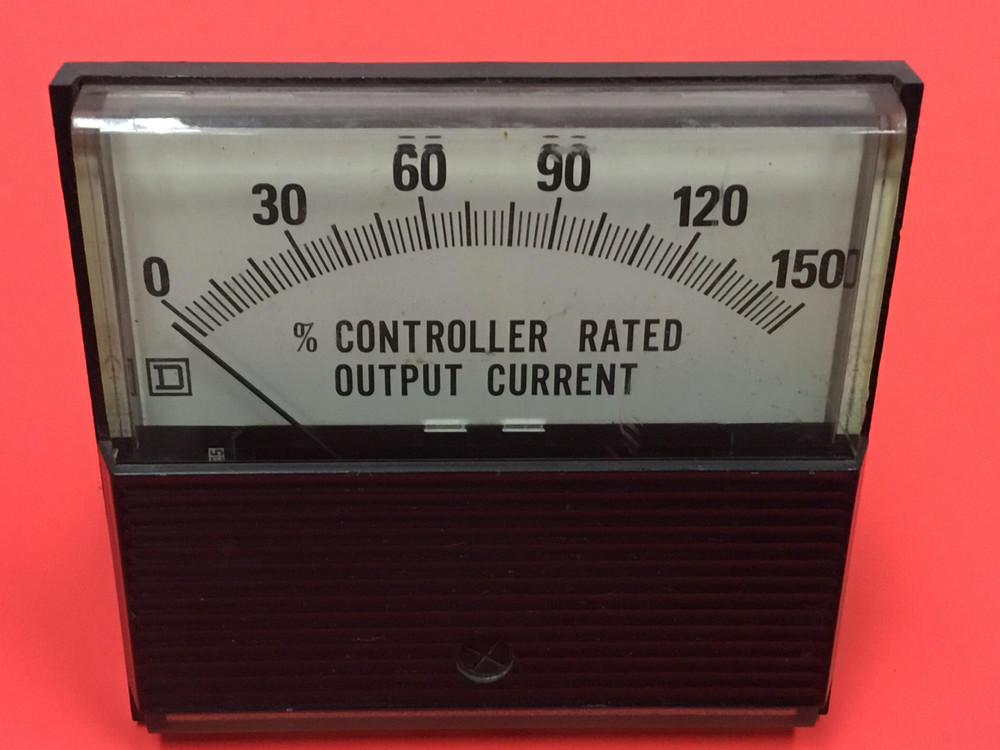 0 30 60 90 120 150
% CONTROLLER RATED
OUTPUT CURRENT
D